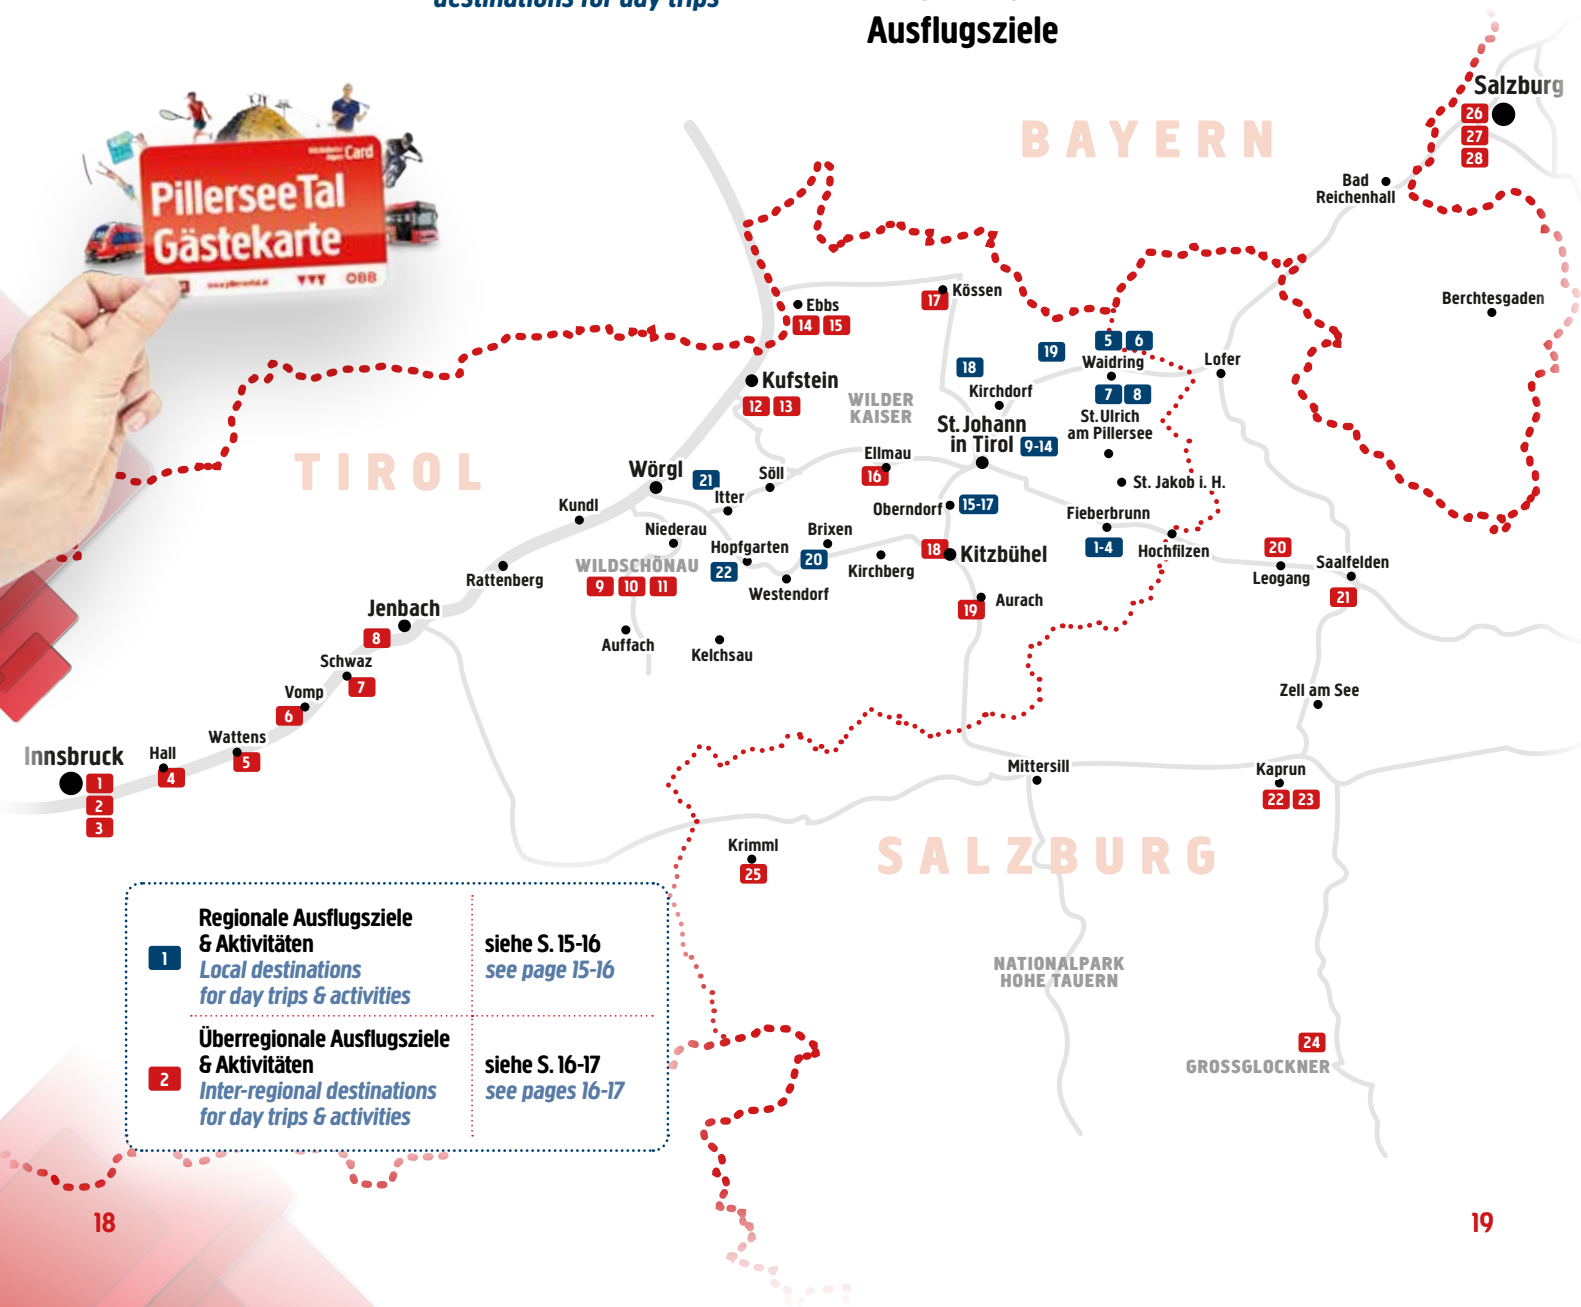 destinations for day trips
Ausflugsziele
Card
PillerseeTal
Gästekarte
ÖBB
BAYERN
TIROL
SALZBURG
Salzburg
26
27
28
Bad
Reichenhall
Berchtesgaden
Ebbs
14 15
Kössen
17
Kufstein
12 13
WILDER
KAISER
18
Kirchdorf
19
5 6
Waidring
7 8
Lofer
St. Johann
in Tirol
9-14
St. Ulrich
am Pillersee
St. Jakob i. H.
Ellmau
16
Wörgl
21
Itter
Söll
Kundl
Niederau
Hopfgarten
22
Brixen
20
Westendorf
Kirchberg
Oberndorf
15-17
18
Kitzbühel
Fieberbrunn
1-4
Hochfilzen
20
Leogang
Saalfelden
21
Rattenberg
WILDSCHÖNAU
9 10 11
Auffach
Kelchsau
19
Aurach
Jenbach
8
Schwaz
7
Vomp
6
Wattens
5
Hall
4
Innsbruck
1
2
3
Zell am See
Mittersill
Kaprun
22 23
Krimml
25
NATIONALPARK
HOHE TAUERN
24
GROSSGLOCKNER
1
Regionale Ausflugsziele
& Aktivitäten
Local destinations
for day trips & activities
siehe S. 15-16
see page 15-16
2
Überregionale Ausflugsziele
& Aktivitäten
Inter-regional destinations
for day trips & activities
siehe S. 16-17
see pages 16-17
18
19